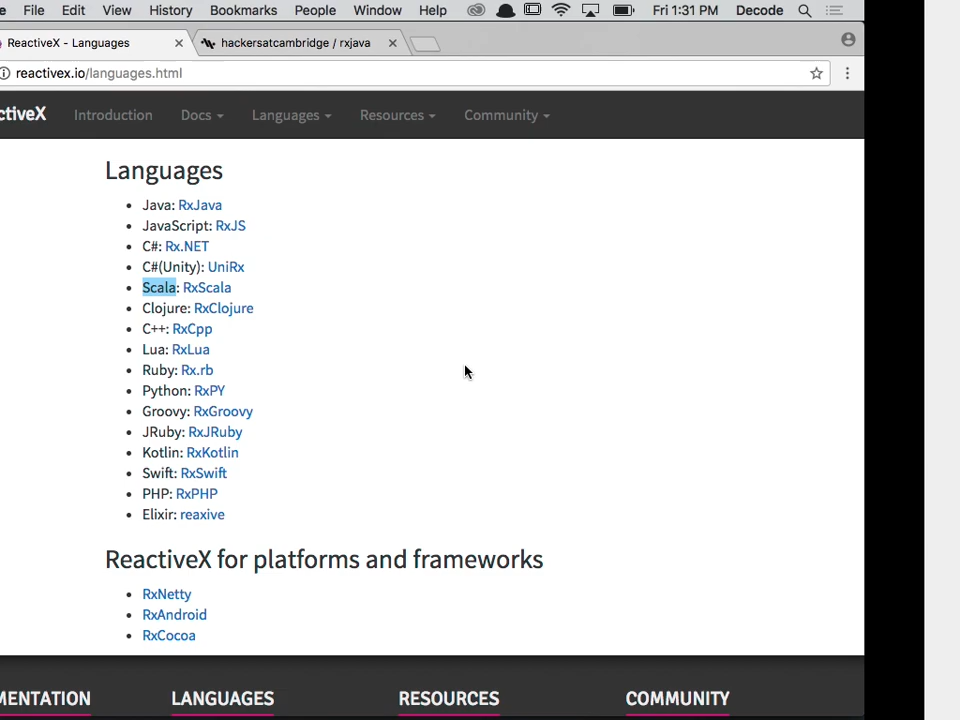 File Edit View History Bookmarks People Window Help Fri 1:31 PM Decode
ReactiveX - Languages hackersatcambridge / rxjava
reactivex.io/languages.html
ctiveX Introduction Docs Languages Resources Community
Languages
Java: RxJava
JavaScript: RxJS
C#: Rx.NET
C#(Unity): UniRx
Scala: RxScala
Clojure: RxClojure
C++: RxCpp
Lua: RxLua
Ruby: Rx.rb
Python: RxPY
Groovy: RxGroovy
JRuby: RxJRuby
Kotlin: RxKotlin
Swift: RxSwift
PHP: RxPHP
Elixir: reaxive
ReactiveX for platforms and frameworks
RxNetty
RxAndroid
RxCocoa
MENTATION LANGUAGES RESOURCES COMMUNITY